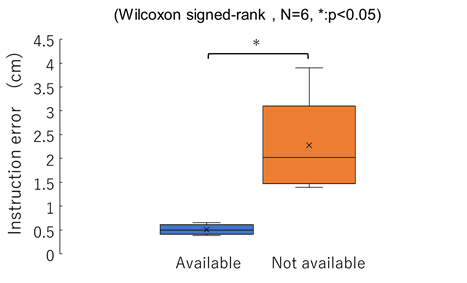 (Wilcoxon signed-rank , N=6, *:p<0.05)
*
Instruction error （cm）
4.5
4
3.5
3
2.5
2
1.5
1
0.5
0
Available
Not available